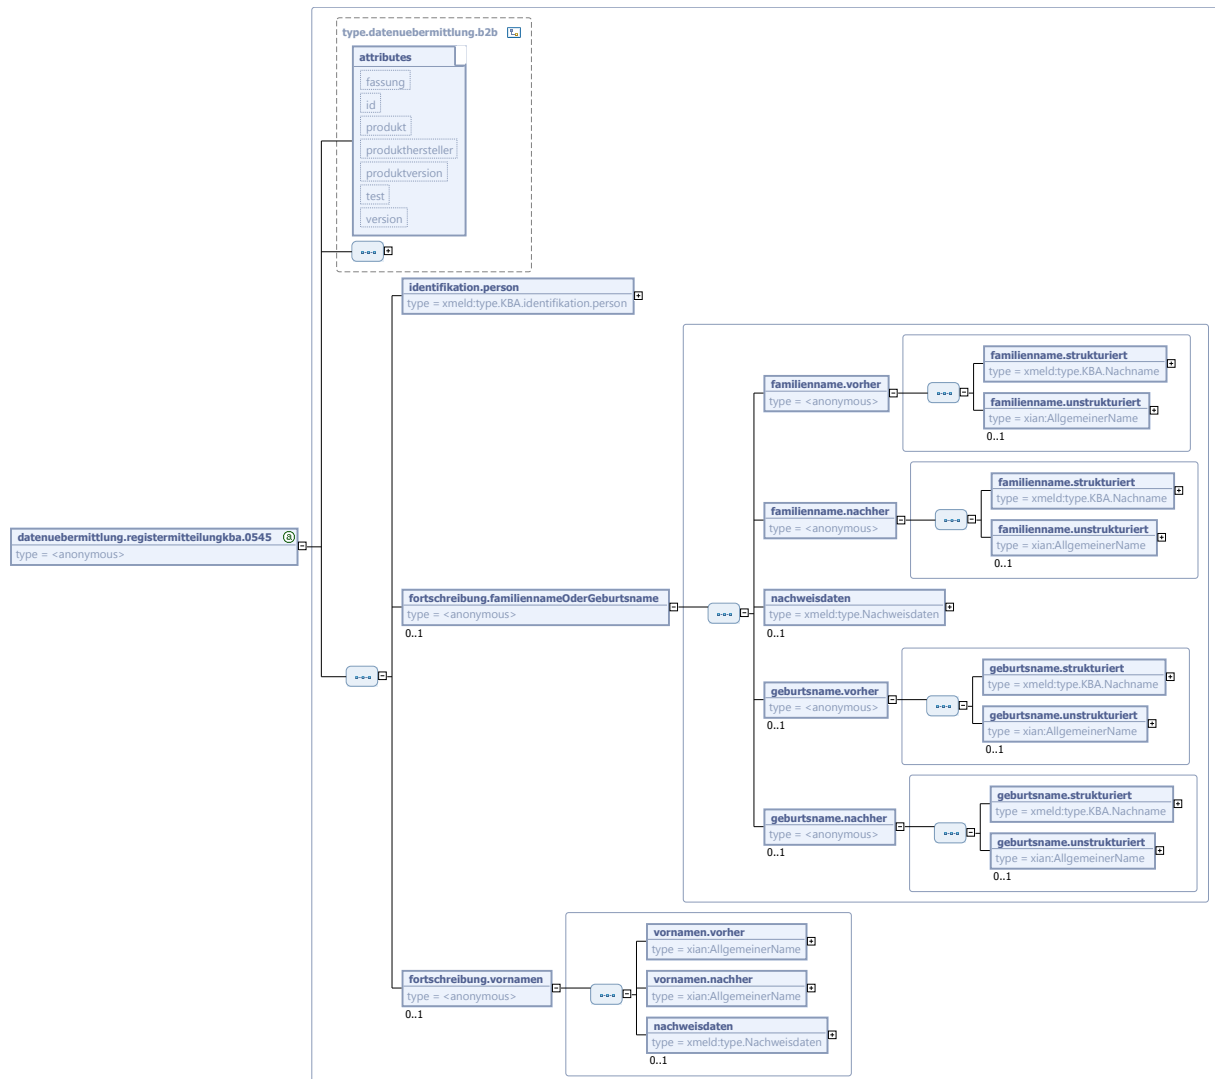 type.datenuebermittlung.b2b
attributes
fassung
id
produkt
produkthersteller
produktversion
test
version
identifikation.person
type = xmeld:type.KBA.identifikation.person
datenuebermittlung.registermitteilungkba.0545
a
type = <anonymous>
fortschreibung.familiennameOderGeburtsname
type = <anonymous>
0..1
familienname.vorher
type = <anonymous>
familienname.strukturiert
type = xmeld:type.KBA.Nachname
familienname.unstrukturiert
type = xian:AllgemeinerName
0..1
familienname.nachher
type = <anonymous>
familienname.strukturiert
type = xmeld:type.KBA.Nachname
familienname.unstrukturiert
type = xian:AllgemeinerName
0..1
nachweisdaten
type = xmeld:type.Nachweisdaten
0..1
geburtsname.vorher
type = <anonymous>
0..1
geburtsname.strukturiert
type = xmeld:type.KBA.Nachname
geburtsname.unstrukturiert
type = xian:AllgemeinerName
0..1
geburtsname.nachher
type = <anonymous>
0..1
geburtsname.strukturiert
type = xmeld:type.KBA.Nachname
geburtsname.unstrukturiert
type = xian:AllgemeinerName
0..1
fortschreibung.vornamen
type = <anonymous>
0..1
vornamen.vorher
type = xian:AllgemeinerName
vornamen.nachher
type = xian:AllgemeinerName
nachweisdaten
type = xmeld:type.Nachweisdaten
0..1